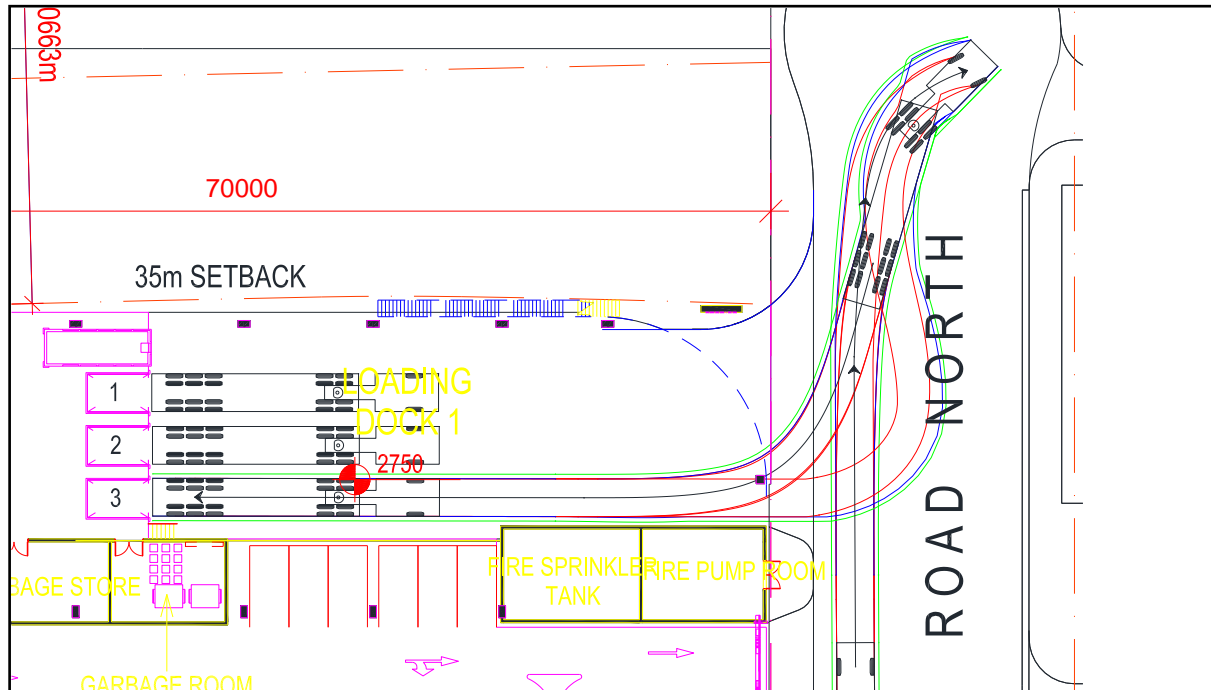 0663m
70000
35m SETBACK
LOADING
DOCK 1
1
2
2750
3
ROAD NORTH
BAGE STORE
FIRE SPRINKLER
TANK
FIRE PUMP ROOM
GARBAGE ROOM